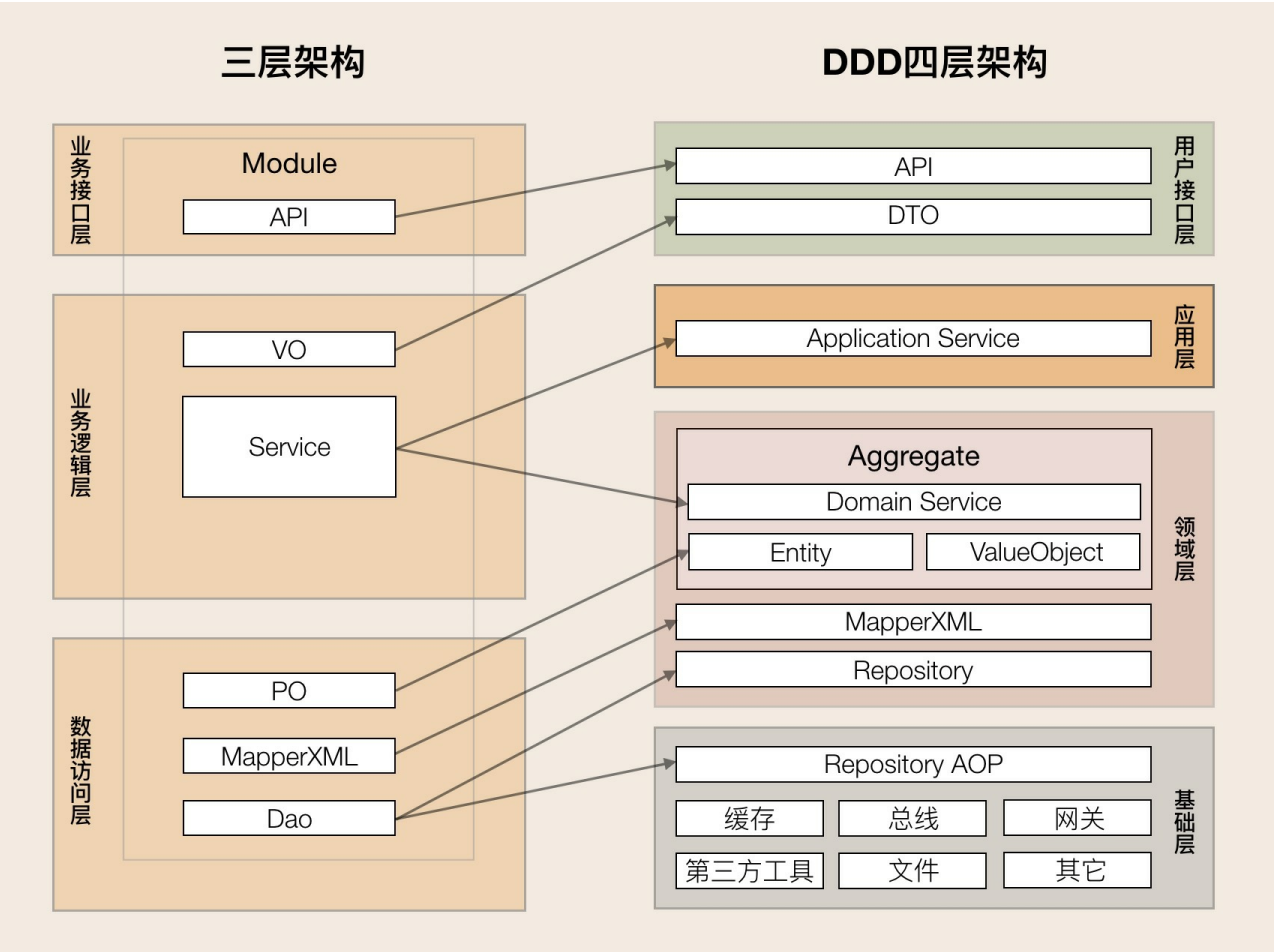 三层架构
业务接口层
Module
API
业务逻辑层
VO
Service
数据访问层
PO
MapperXML
Dao
DDD四层架构
API
DTO
用户接口层
Application Service
应用层
Aggregate
Domain Service
Entity
ValueObject
MapperXML
Repository
领域层
Repository AOP
缓存
总线
网关
第三方工具
文件
其它
基础层